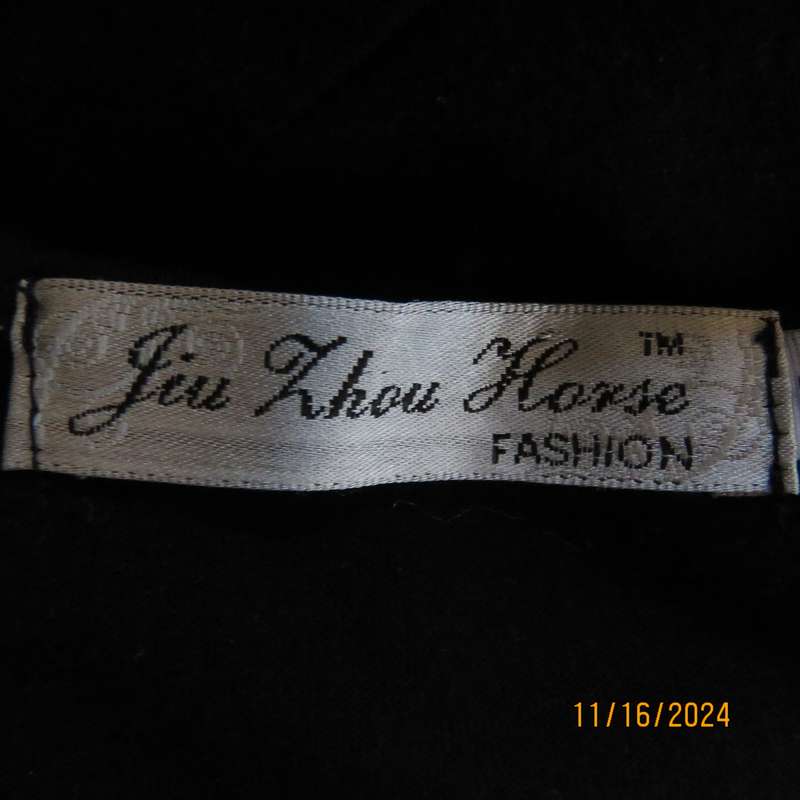 Jiu Zhou Horse ™
FASHION
11/16/2024